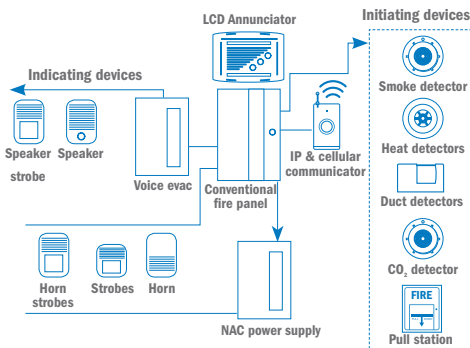 LCD Annunciator
Initiating devices
Indicating devices
Smoke detector
Speaker
strobe
Speaker
Voice evac
Conventional
fire panel
IP & cellular
communicator
Heat detectors
Duct detectors
CO₂ detector
Horn
strobes
Strobes
Horn
NAC power supply
FIRE
Pull station